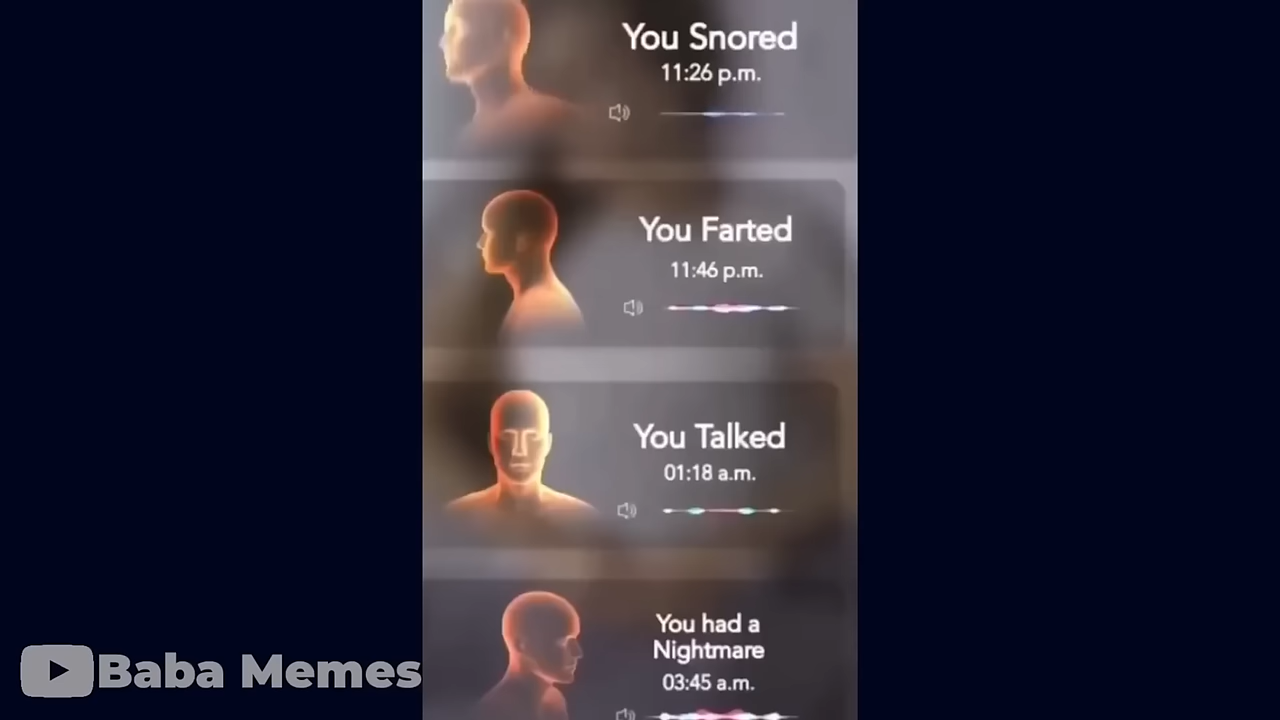 You Snored
11:26 p.m.
You Farted
11:46 p.m.
You Talked
01:18 a.m.
You had a
Nightmare
03:45 a.m.
Baba Memes